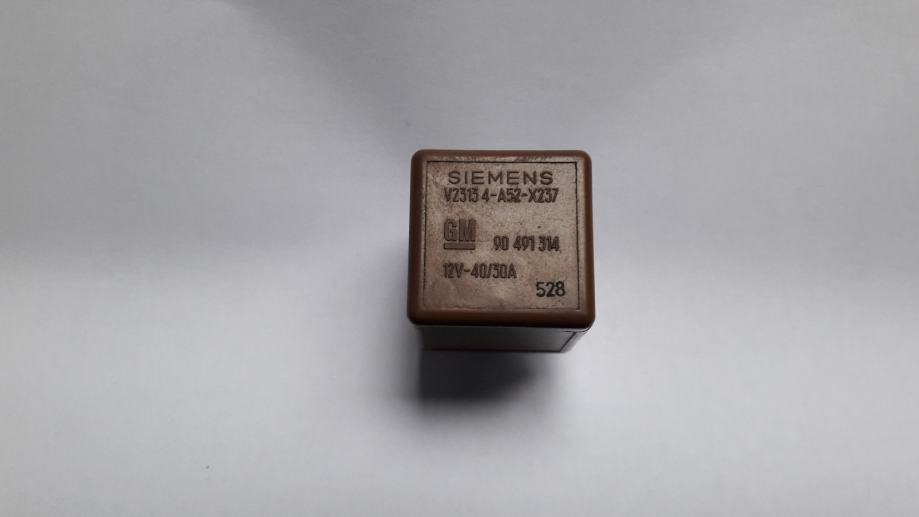 SIEMENS
V23134-A52-X237
GM 90 491 314
12V-40/30A
528